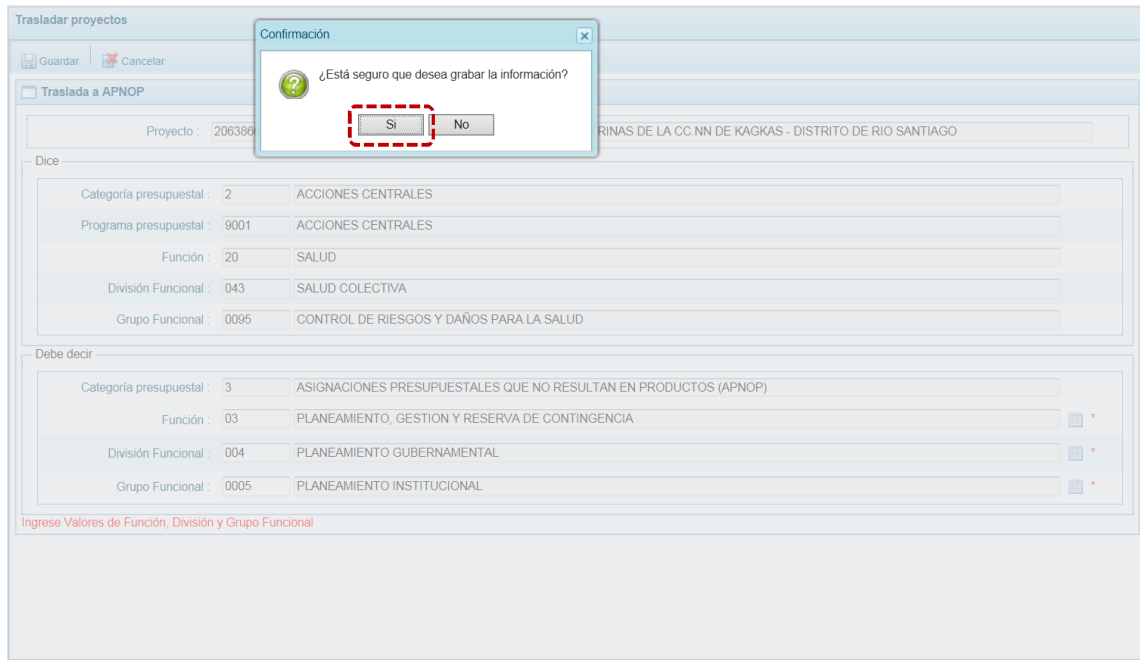 Trasladar proyectos
Confirmación
Guardar Cancelar
¿Está seguro que desea grabar la información?
Si No
Traslada a APNOP
Proyecto : RINAS DE LA CC.NN DE KAGKAS - DISTRITO DE RIO SANTIAGO
Dice
Categoría presupuestal : 2 ACCIONES CENTRALES
Programa presupuestal : 9001 ACCIONES CENTRALES
Función : 20 SALUD
División Funcional : 043 SALUD COLECTIVA
Grupo Funcional : 0095 CONTROL DE RIESGOS Y DAÑOS PARA LA SALUD
Debe decir
Categoría presupuestal : 3 ASIGNACIONES PRESUPUESTALES QUE NO RESULTAN EN PRODUCTOS (APNOP)
Función : 03 PLANEAMIENTO, GESTION Y RESERVA DE CONTINGENCIA *
División Funcional : 004 PLANEAMIENTO GUBERNAMENTAL *
Grupo Funcional : 0005 PLANEAMIENTO INSTITUCIONAL *
Ingrese Valores de Función, División y Grupo Funcional